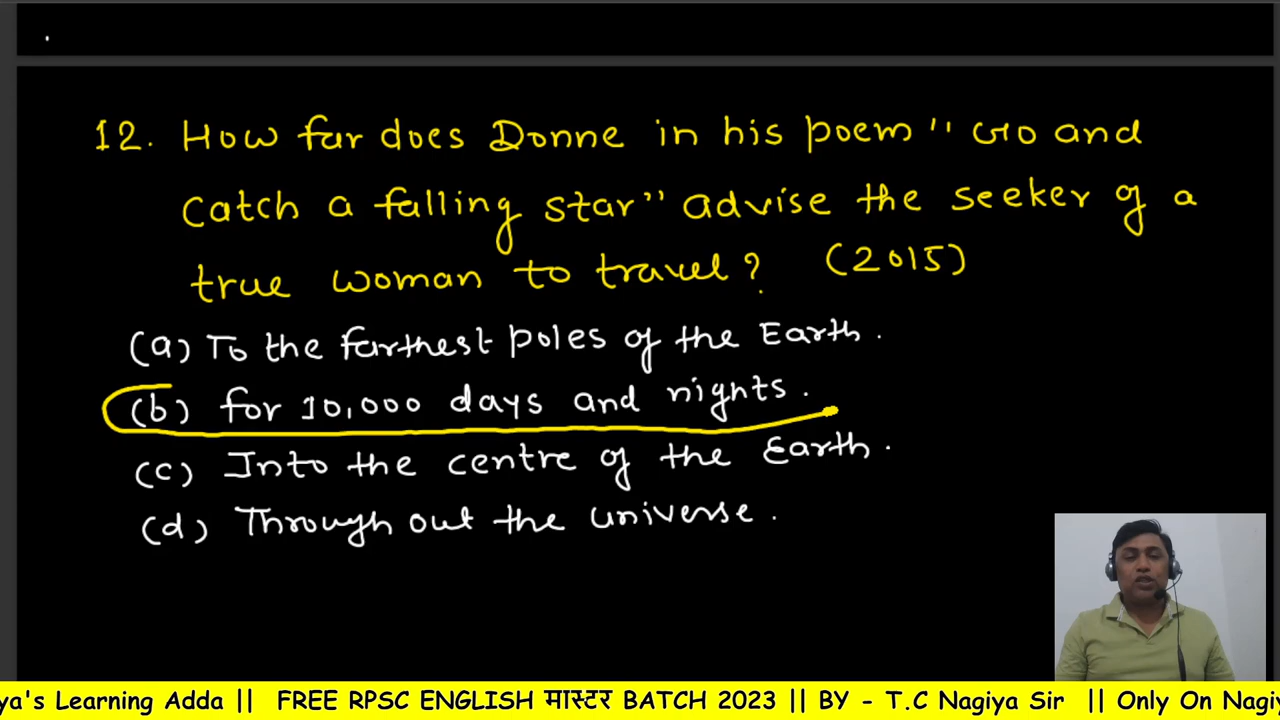 12. How far does Donne in his poem "Go and
catch a falling star" advise the seeker of a
true woman to travel? (2015)
(a) To the farthest poles of the Earth.
(b) for 10,000 days and nights.
(c) Into the centre of the Earth.
(d) Through out the universe.
ya's Learning Adda || FREE RPSC ENGLISH मास्टर BATCH 2023 || BY - T.C Nagiya Sir || Only On Nagiy